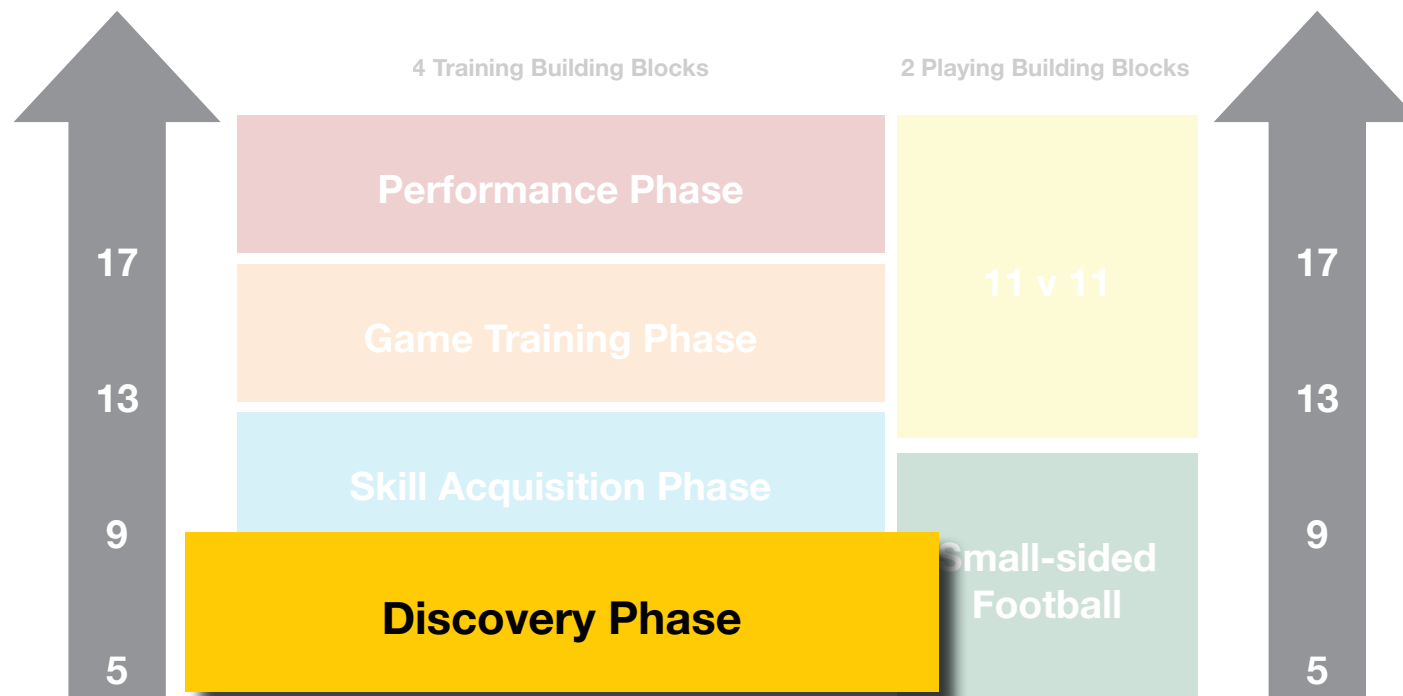 4 Training Building Blocks
2 Playing Building Blocks
Performance Phase
17
11 v 11
17
Game Training Phase
13
13
Skill Acquisition Phase
9
9
Small-sided
Football
Discovery Phase
5
5